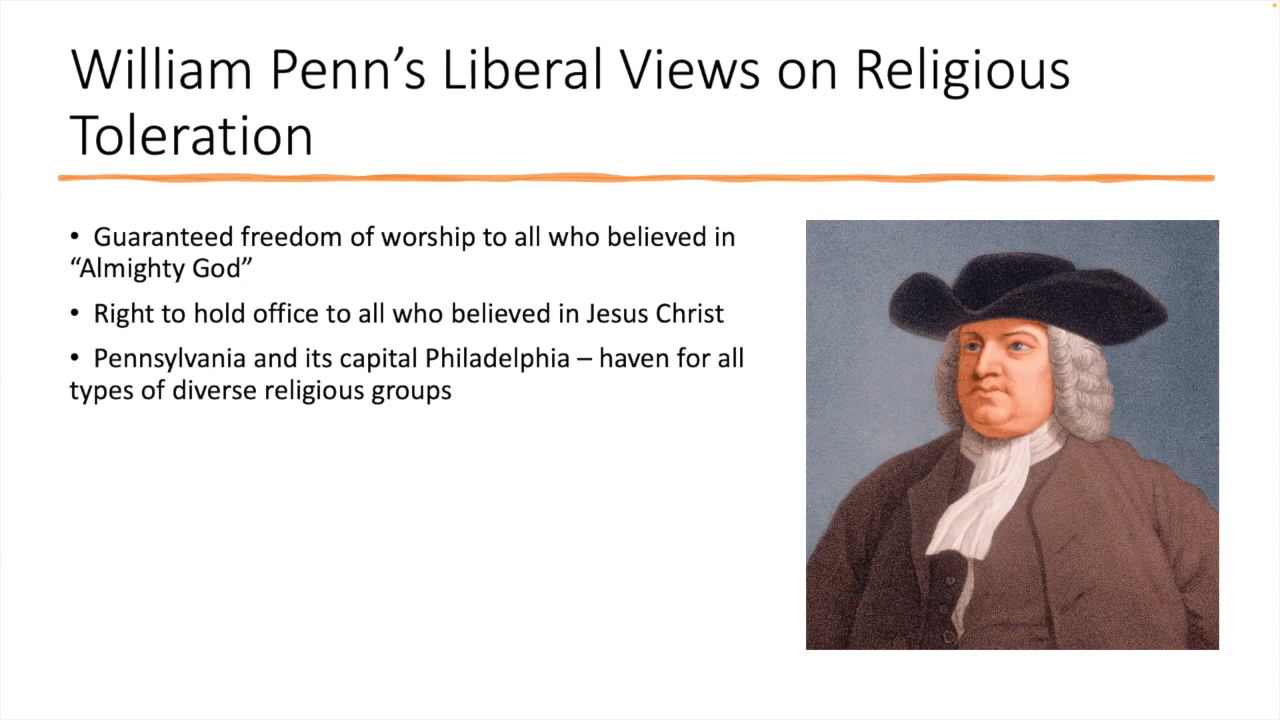 William Penn’s Liberal Views on Religious
Toleration
• Guaranteed freedom of worship to all who believed in
“Almighty God”
• Right to hold office to all who believed in Jesus Christ
• Pennsylvania and its capital Philadelphia – haven for all
types of diverse religious groups